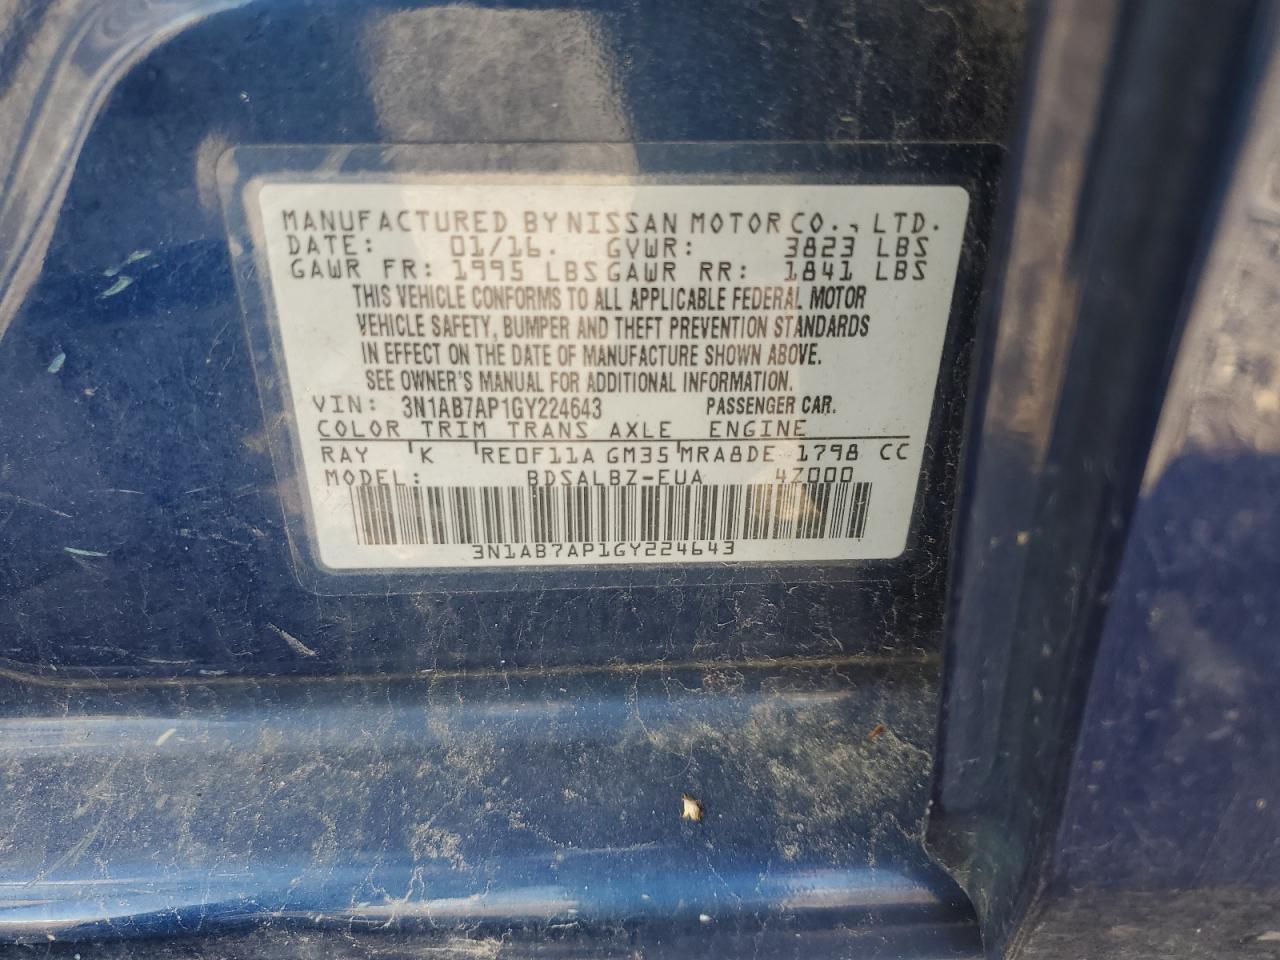 MANUFACTURED BY NISSAN MOTOR CO., LTD.
DATE: 01/16. GVWR: 3823 LBS
GAWR FR: 1995 LBS GAWR RR: 1841 LBS
THIS VEHICLE CONFORMS TO ALL APPLICABLE FEDERAL MOTOR
VEHICLE SAFETY, BUMPER AND THEFT PREVENTION STANDARDS
IN EFFECT ON THE DATE OF MANUFACTURE SHOWN ABOVE.
SEE OWNER'S MANUAL FOR ADDITIONAL INFORMATION.
VIN: 3N1AB7AP1GY224643 PASSENGER CAR.
COLOR TRIM TRANS AXLE ENGINE
RAY K RE0F11A GM35 MRA8DE 1798 CC
MODEL: BDSALBZ-EUA 4Z000
3N1AB7AP1GY224643